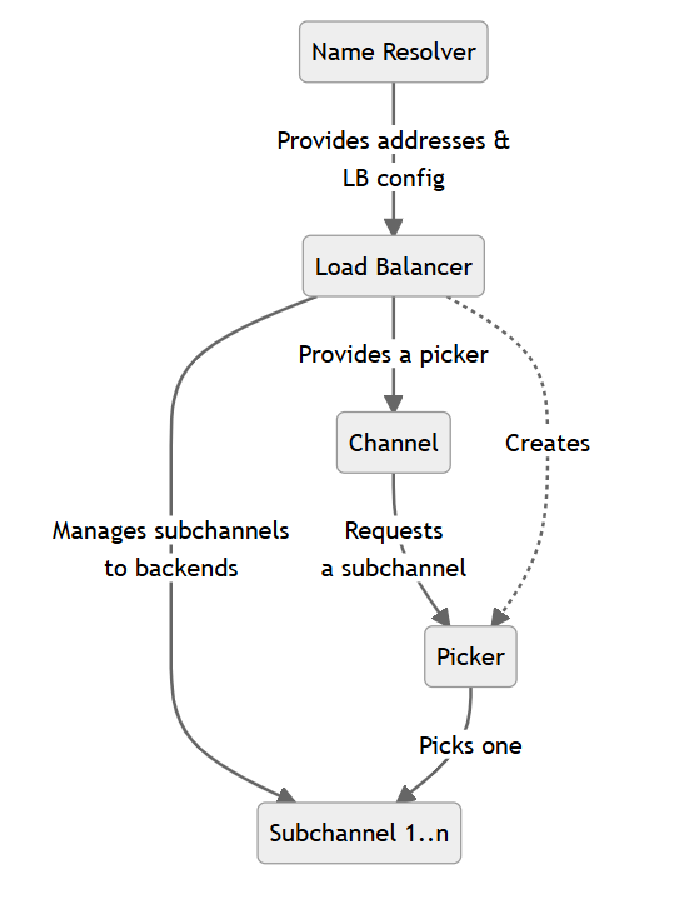 Name Resolver
Provides addresses &
LB config
Load Balancer
Provides a picker
Channel
Creates
Manages subchannels
to backends
Requests
a subchannel
Picker
Picks one
Subchannel 1..n